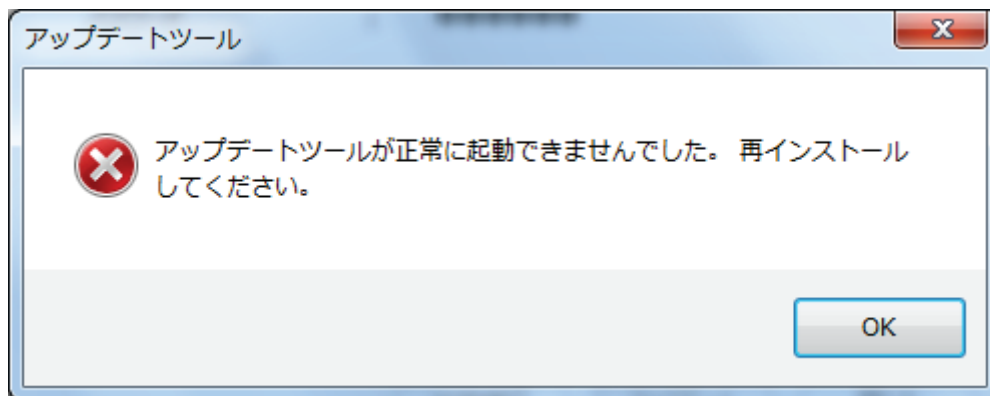 アップデートツール
アップデートツールが正常に起動できませんでした。 再インストール
してください。
OK